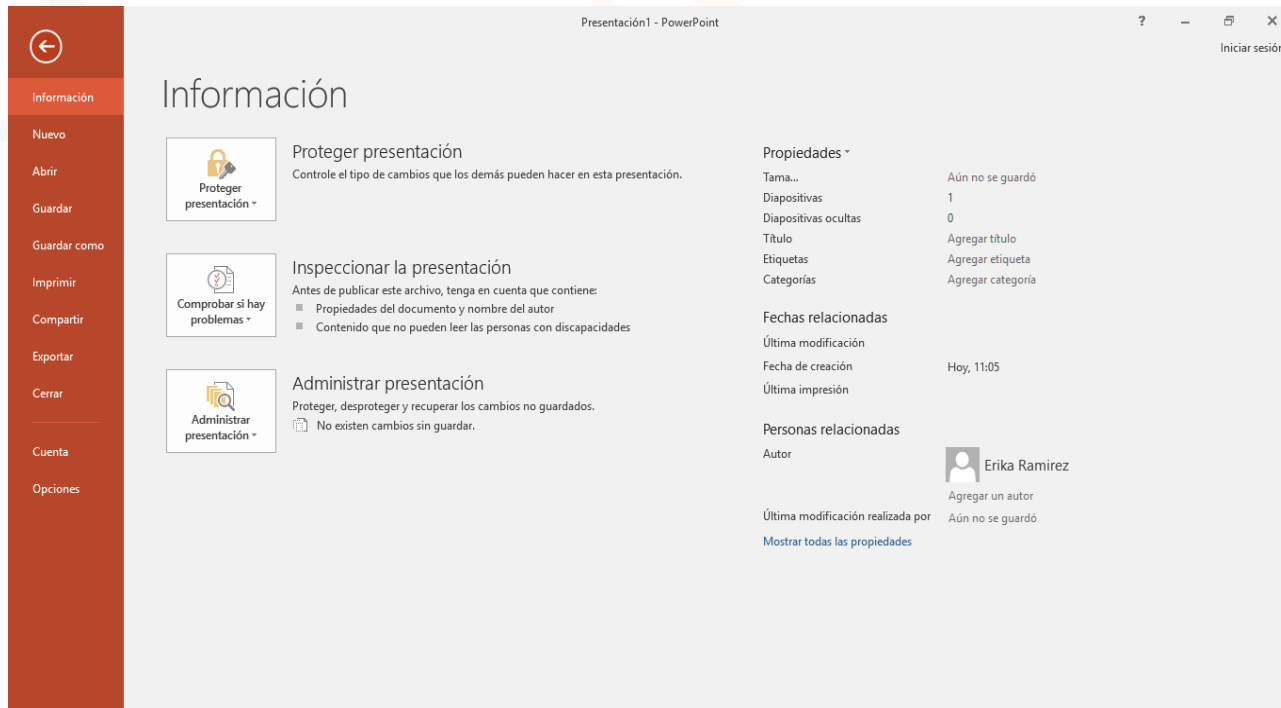 Presentación1 - PowerPoint
?
Iniciar sesión
Información
Nuevo
Abrir
Guardar
Guardar como
Imprimir
Compartir
Exportar
Cerrar
Cuenta
Opciones
Información
Proteger
presentación
Proteger presentación
Controle el tipo de cambios que los demás pueden hacer en esta presentación.
Comprobar si hay
problemas
Inspeccionar la presentación
Antes de publicar este archivo, tenga en cuenta que contiene:
Propiedades del documento y nombre del autor
Contenido que no pueden leer las personas con discapacidades
Administrar
presentación
Administrar presentación
Proteger, desproteger y recuperar los cambios no guardados.
No existen cambios sin guardar.
Propiedades
Tama... Aún no se guardó
Diapositivas 1
Diapositivas ocultas 0
Título Agregar título
Etiquetas Agregar etiqueta
Categorías Agregar categoría
Fechas relacionadas
Última modificación
Fecha de creación Hoy, 11:05
Última impresión
Personas relacionadas
Autor Erika Ramirez
Agregar un autor
Última modificación realizada por Aún no se guardó
Mostrar todas las propiedades